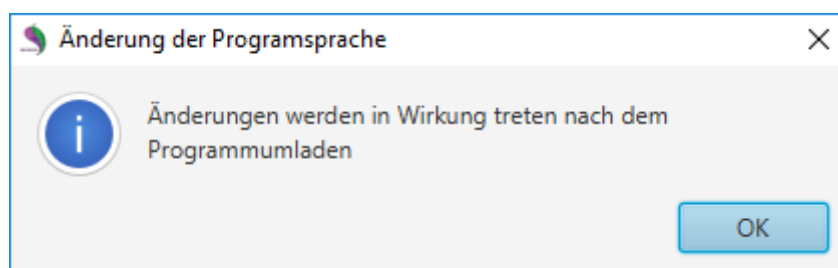 Änderung der Programsprache
Änderungen werden in Wirkung treten nach dem
Programmumladen
OK